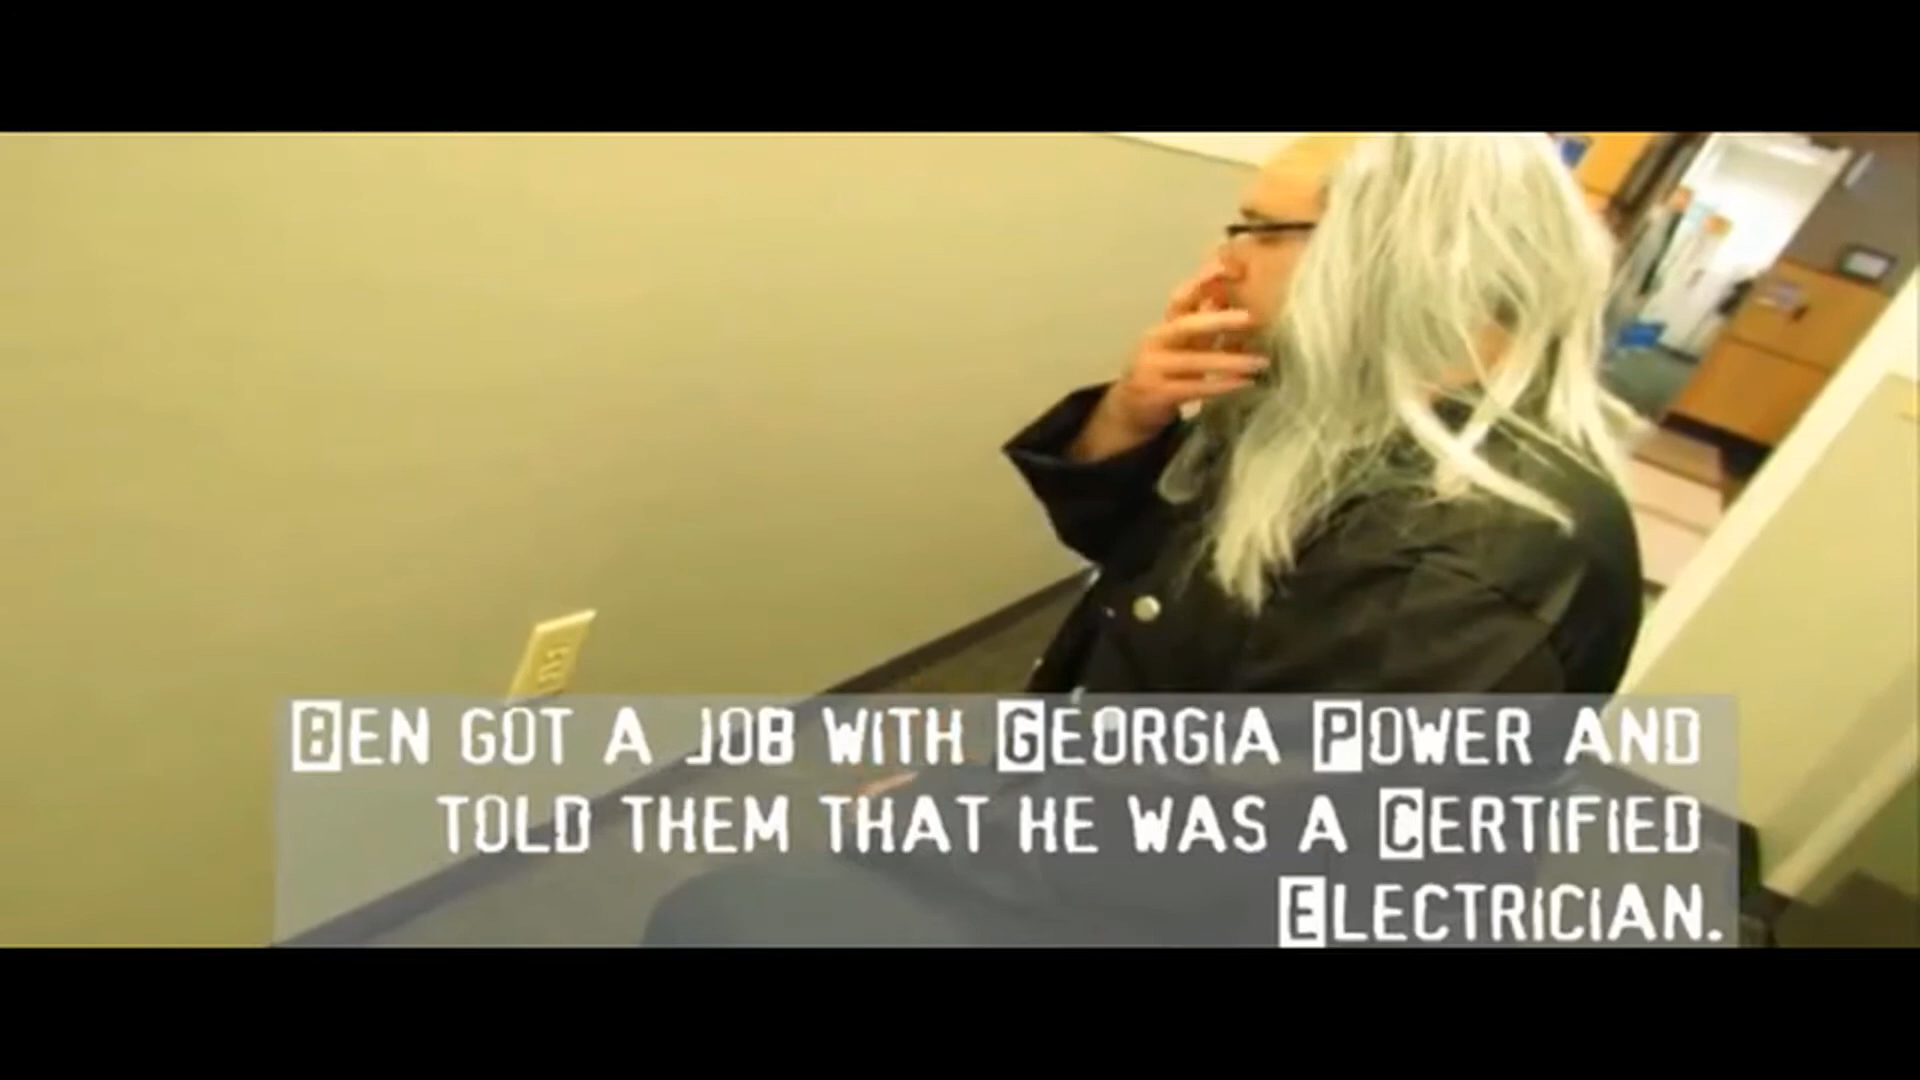 Ben got a job with Georgia Power and
told them that he was a Certified
Electrician.